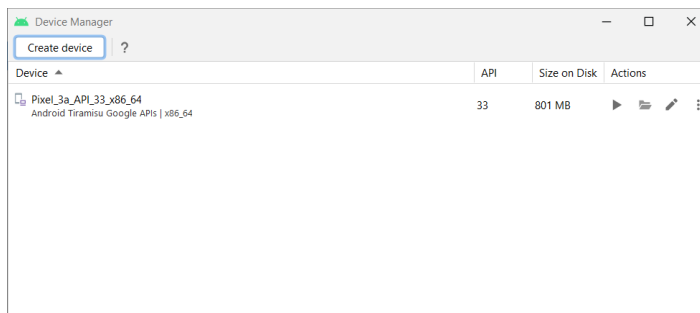 Device Manager
Create device ?
Device API Size on Disk Actions
Pixel_3a_API_33_x86_64 33 801 MB
Android Tiramisu Google APIs | x86_64